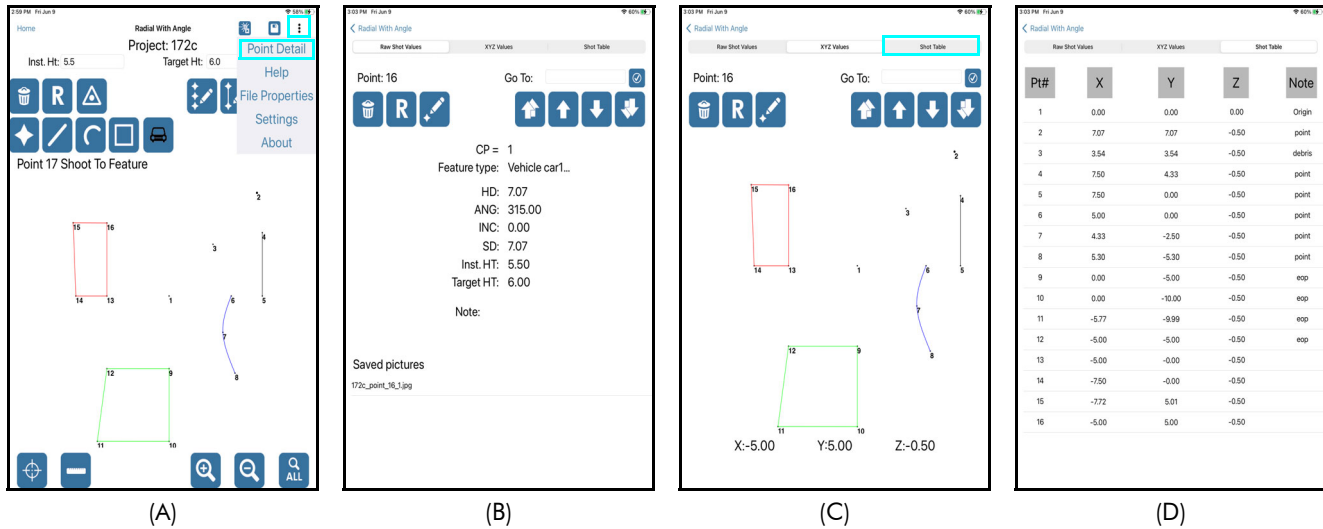 2:59 PM Fri Jun 9
58%
Home
Radial With Angle
Project: 172c
Inst. Ht: 5.5
Target Ht: 6.0
Point Detail
Help
File Properties
Settings
About
R
Point 17 Shoot To Feature
2
15 16
3
4
14 13
1
6
5
7
12
9
8
11
10
ALL
(A)
3:03 PM Fri Jun 9
60%
Radial With Angle
Raw Shot Values
XYZ Values
Shot Table
Point: 16
Go To:
R
CP = 1
Feature type: Vehicle car1...
HD: 7.07
ANG: 315.00
INC: 0.00
SD: 7.07
Inst. HT: 5.50
Target HT: 6.00
Note:
Saved pictures
172c_point_16_1.jpg
(B)
3:03 PM Fri Jun 9
60%
Radial With Angle
Raw Shot Values
XYZ Values
Shot Table
Point: 16
Go To:
R
2
15 16
4
3
14 13
1
6
5
7
12
9
8
11
10
X:-5.00 Y:5.00 Z:-0.50
(C)
3:03 PM Fri Jun 9
60%
Radial With Angle
Raw Shot Values
XYZ Values
Shot Table
Pt# X Y Z Note
1 0.00 0.00 0.00 Origin
2 7.07 7.07 -0.50 point
3 3.54 3.54 -0.50 debris
4 7.50 4.33 -0.50 point
5 7.50 0.00 -0.50 point
6 5.00 0.00 -0.50 point
7 4.33 -2.50 -0.50 point
8 5.30 -5.30 -0.50 point
9 0.00 -5.00 -0.50 eop
10 0.00 -10.00 -0.50 eop
11 -5.77 -9.99 -0.50 eop
12 -5.00 -5.00 -0.50 eop
13 -5.00 -0.00 -0.50
14 -7.50 -0.00 -0.50
15 -7.72 5.01 -0.50
16 -5.00 5.00 -0.50
(D)